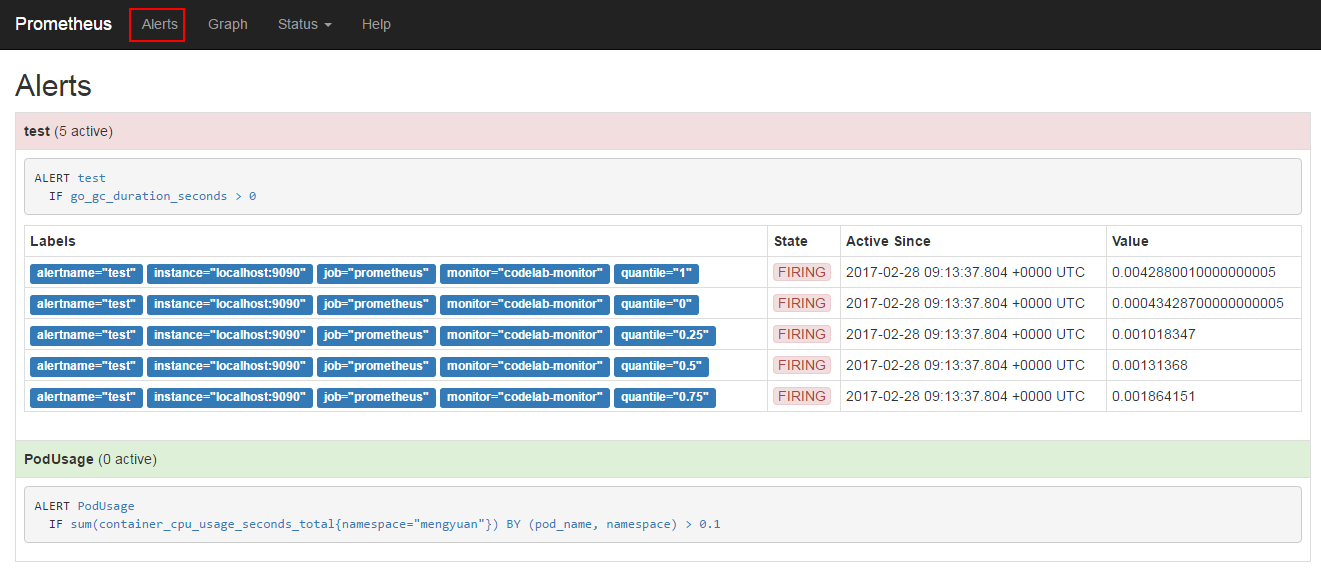 Prometheus Alerts Graph Status Help
Alerts
test (5 active)
ALERT test
IF go_gc_duration_seconds > 0
Labels State Active Since Value
alertname="test" instance="localhost:9090" job="prometheus" monitor="codelab-monitor" quantile="1" FIRING 2017-02-28 09:13:37.804 +0000 UTC 0.0042880010000000005
alertname="test" instance="localhost:9090" job="prometheus" monitor="codelab-monitor" quantile="0" FIRING 2017-02-28 09:13:37.804 +0000 UTC 0.00043428700000000005
alertname="test" instance="localhost:9090" job="prometheus" monitor="codelab-monitor" quantile="0.25" FIRING 2017-02-28 09:13:37.804 +0000 UTC 0.001018347
alertname="test" instance="localhost:9090" job="prometheus" monitor="codelab-monitor" quantile="0.5" FIRING 2017-02-28 09:13:37.804 +0000 UTC 0.00131368
alertname="test" instance="localhost:9090" job="prometheus" monitor="codelab-monitor" quantile="0.75" FIRING 2017-02-28 09:13:37.804 +0000 UTC 0.001864151
PodUsage (0 active)
ALERT PodUsage
IF sum(container_cpu_usage_seconds_total{namespace="mengyuan"}) BY (pod_name, namespace) > 0.1